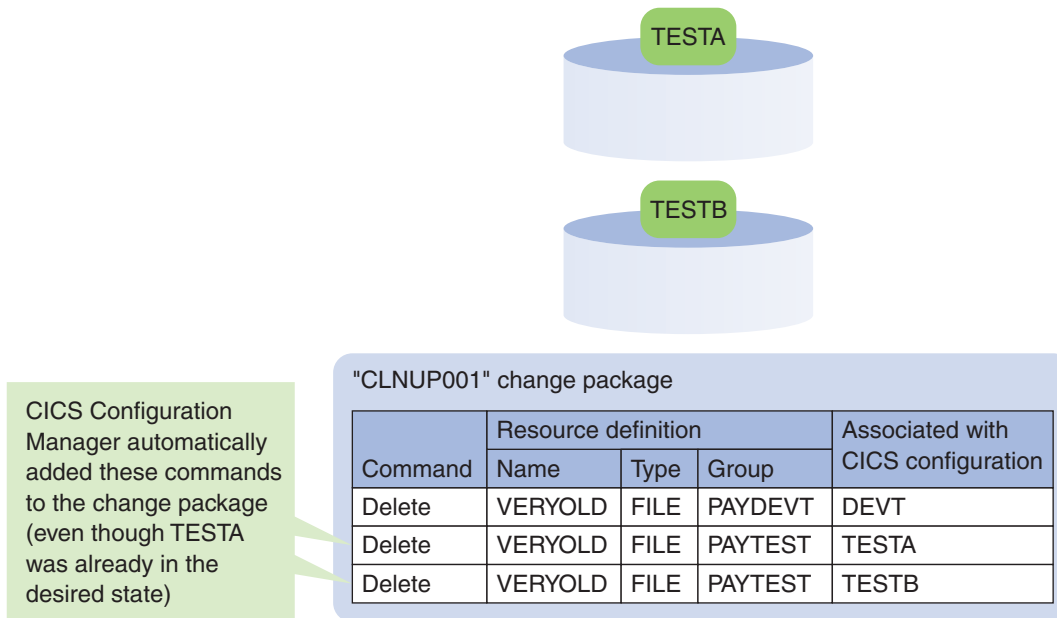 TESTA
TESTB
CICS Configuration
Manager automatically
added these commands
to the change package
(even though TESTA
was already in the
desired state)
"CLNUP001" change package
Command Resource definition Associated with CICS configuration
Name Type Group
Delete VERYOLD FILE PAYDEVT DEVT
Delete VERYOLD FILE PAYTEST TESTA
Delete VERYOLD FILE PAYTEST TESTB